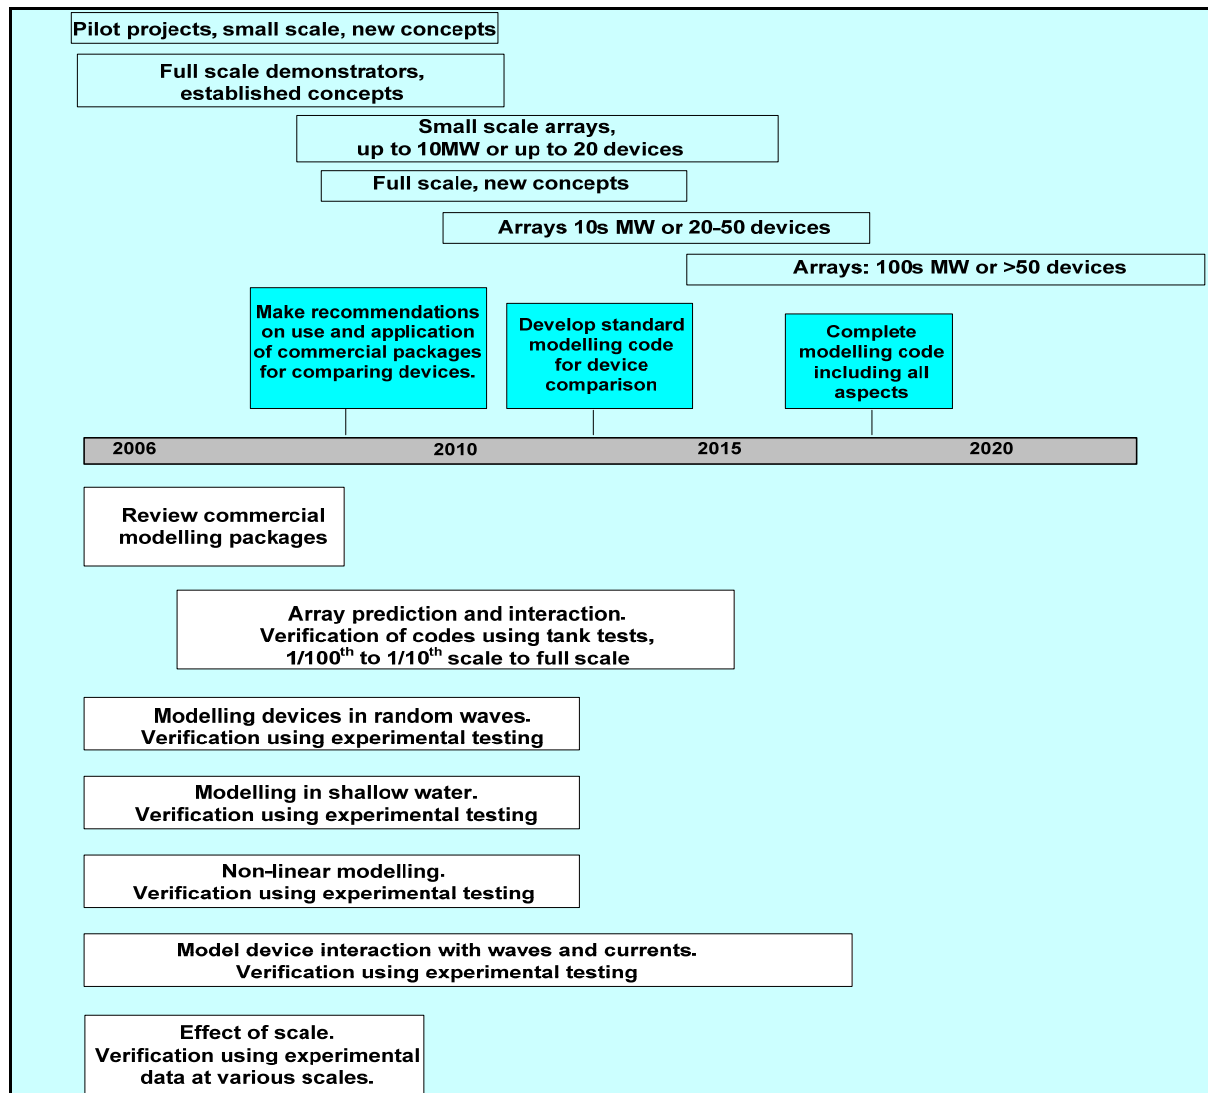 Pilot projects, small scale, new concepts
Full scale demonstrators,
established concepts
Small scale arrays,
up to 10MW or up to 20 devices
Full scale, new concepts
Arrays 10s MW or 20-50 devices
Arrays: 100s MW or >50 devices
Make recommendations
on use and application
of commercial packages
for comparing devices.
Develop standard
modelling code
for device
comparison
Complete
modelling code
including all
aspects
2006 2010 2015 2020
Review commercial
modelling packages
Array prediction and interaction.
Verification of codes using tank tests,
1/100th to 1/10th scale to full scale
Modelling devices in random waves.
Verification using experimental testing
Modelling in shallow water.
Verification using experimental testing
Non-linear modelling.
Verification using experimental testing
Model device interaction with waves and currents.
Verification using experimental testing
Effect of scale.
Verification using experimental
data at various scales.